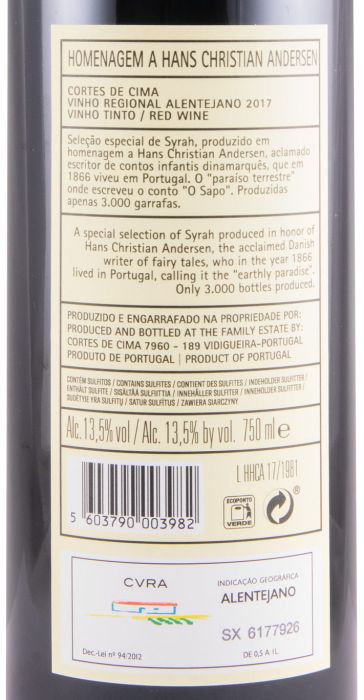 HOMENAGEM A HANS CHRISTIAN ANDERSEN
CORTES DE CIMA
VINHO REGIONAL ALENTEJANO 2017
VINHO TINTO / RED WINE
Seleção especial de Syrah, produzido em
homenagem a Hans Christian Andersen, aclamado
escritor de contos infantis dinamarquês, que em
1866 viveu em Portugal. O "paraíso terrestre"
onde escreveu o conto "O Sapo". Produzidas
apenas 3.000 garrafas.
A special selection of Syrah produced in honor of
Hans Christian Andersen, the acclaimed Danish
writer of fairy tales, who in the year 1866
lived in Portugal, calling it the "earthly paradise".
Only 3.000 bottles produced.
PRODUZIDO E ENGARRAFADO NA PROPRIEDADE POR:
PRODUCED AND BOTTLED AT THE FAMILY ESTATE BY:
CORTES DE CIMA 7960 - 189 VIDIGUEIRA-PORTUGAL
PRODUTO DE PORTUGAL | PRODUCT OF PORTUGAL
CONTÉM SULFITOS / CONTAINS SULFITES / CONTIENT DES SULFITES / INDEHOLDER SULFITTER /
ENTHÄLT SULFITE / SISÄLTÄÄ SULFIITTIA / INNEHÅLLER SULFITER / INNEHOLDER SULFITTER /
SUDĖTYJE YRA SULFITŲ / SATUR SULFĪTUS / ZAWIERA SIARCZYNY
Alc. 13,5% vol / Alc. 13,5% by vol. 750 ml e
L HHCA 17/1981
5 603790 003982
ECOPONTO
VERDE
®
CVRA
INDICAÇÃO GEOGRÁFICA
ALENTEJANO
SX 6177926
Dec.-Lei nº 94/2012
DE 0,5 A 1L